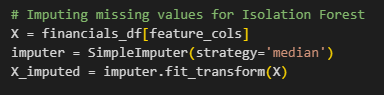 # Imputing missing values for Isolation Forest
X = financials_df[feature_cols]
imputer = SimpleImputer(strategy='median')
X_imputed = imputer.fit_transform(X)